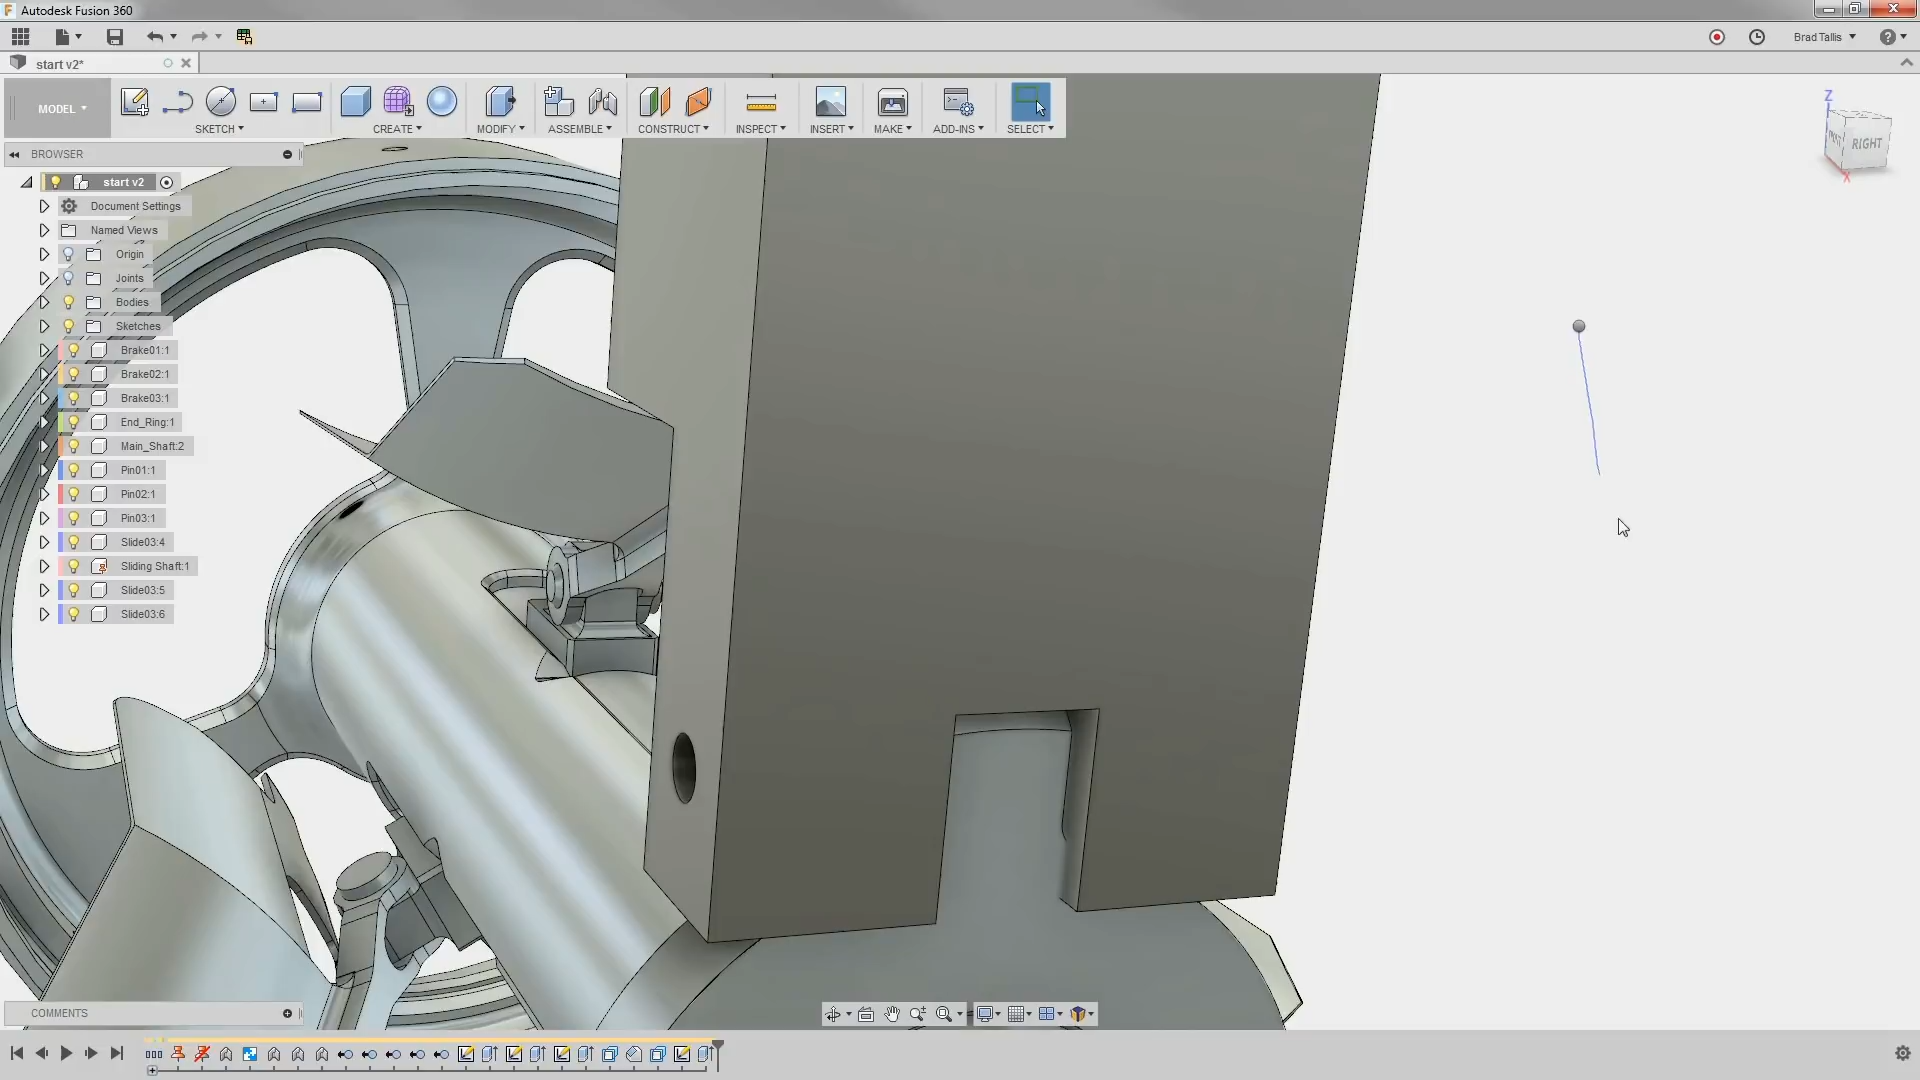 Autodesk Fusion 360
Brad Tallis
start v2*
MODEL
SKETCH
CREATE
MODIFY
ASSEMBLE
CONSTRUCT
INSPECT
INSERT
MAKE
ADD-INS
SELECT
Z
RIGHT
X
BROWSER
start v2
Document Settings
Named Views
Origin
Joints
Bodies
Sketches
Brake01:1
Brake02:1
Brake03:1
End_Ring:1
Main_Shaft:2
Pin01:1
Pin02:1
Pin03:1
Slide03:4
Sliding Shaft:1
Slide03:5
Slide03:6
COMMENTS